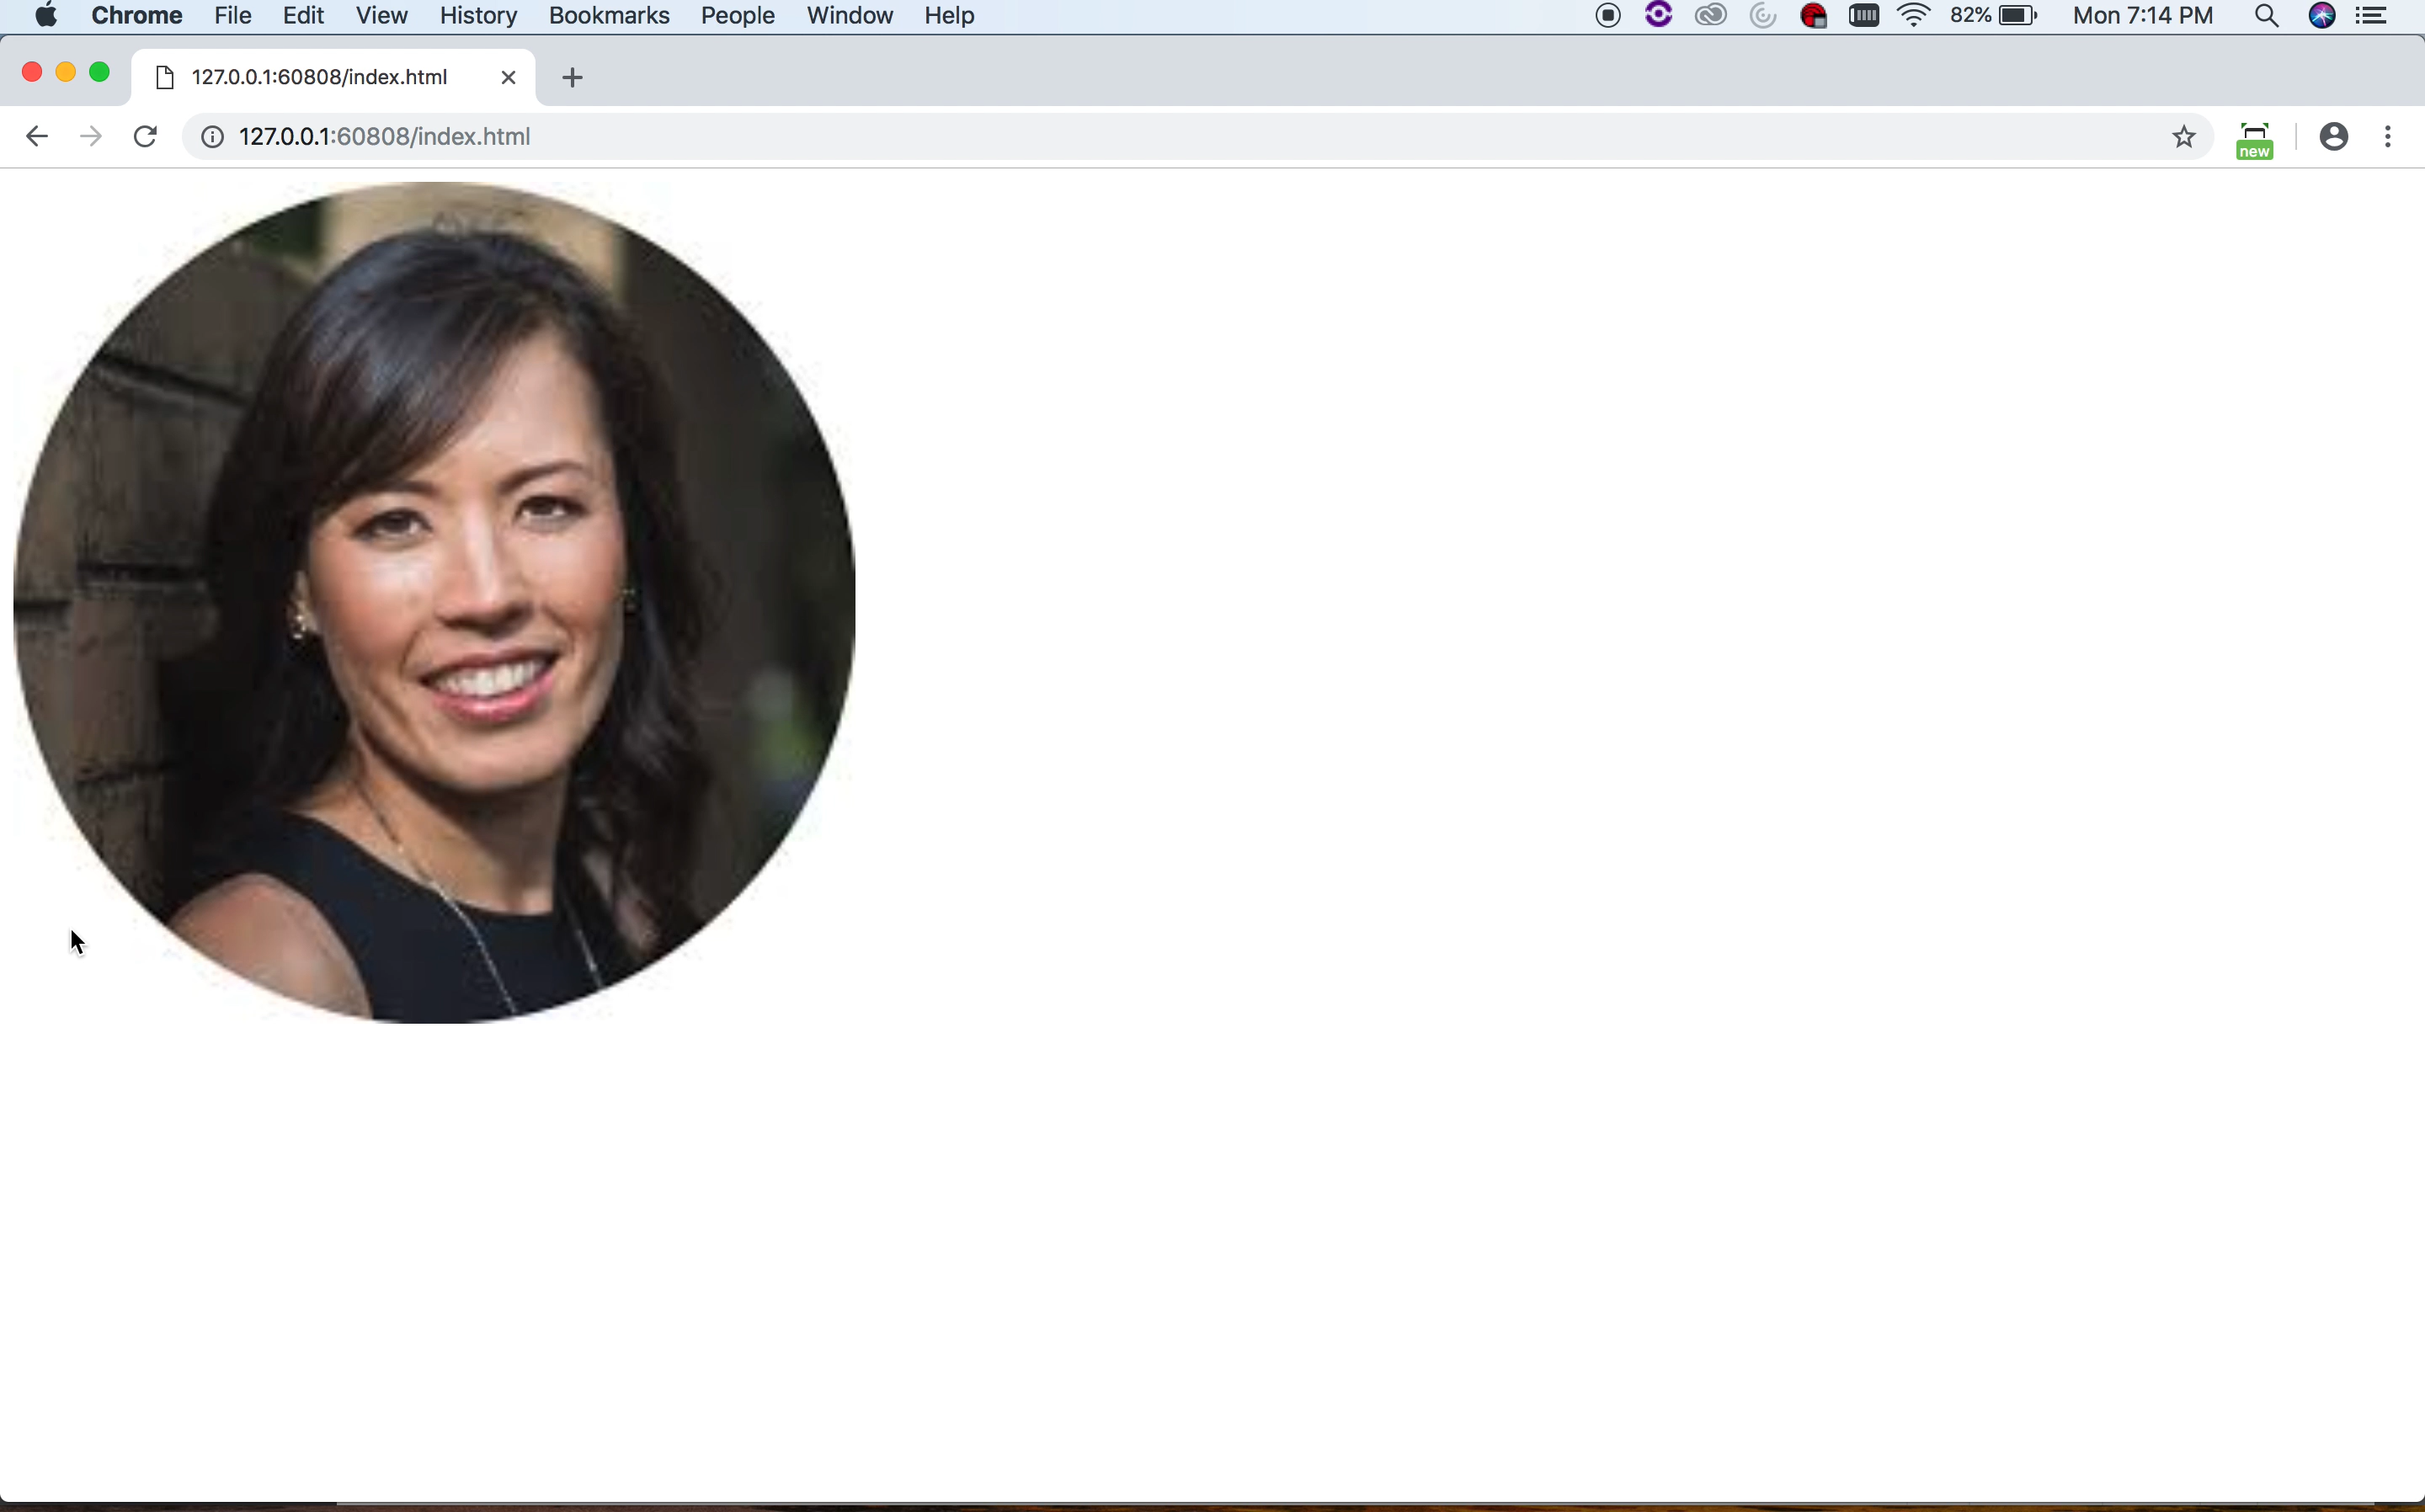 Chrome File Edit View History Bookmarks People Window Help 82% Mon 7:14 PM
127.0.0.1:60808/index.html
127.0.0.1:60808/index.html
new